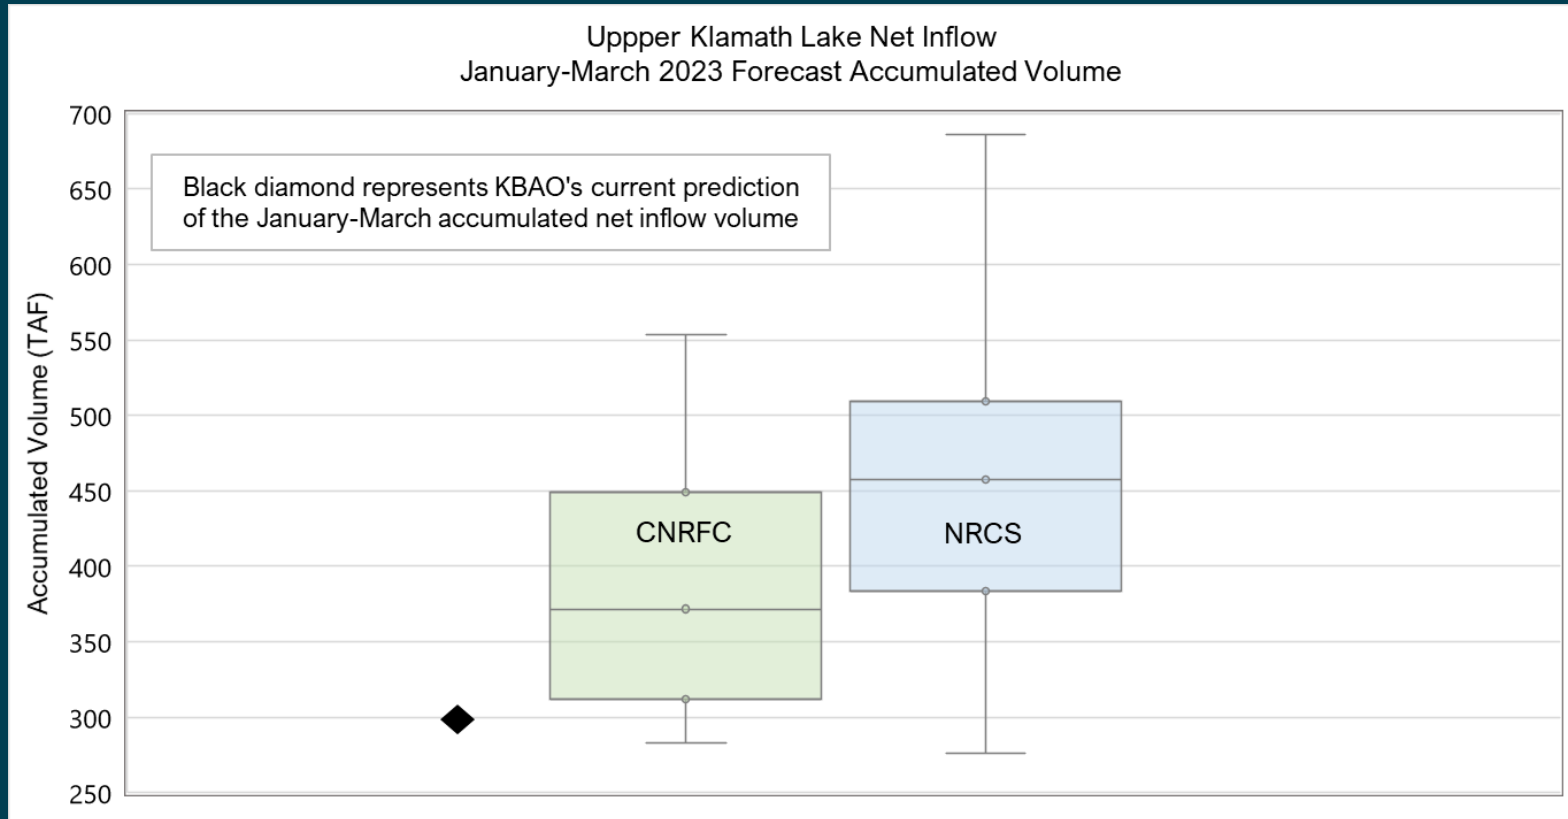 Uppper Klamath Lake Net Inflow
January-March 2023 Forecast Accumulated Volume
700
Black diamond represents KBAO's current prediction
of the January-March accumulated net inflow volume
650
600
550
500
450
400
350
300
250
Accumulated Volume (TAF)
CNRFC
NRCS